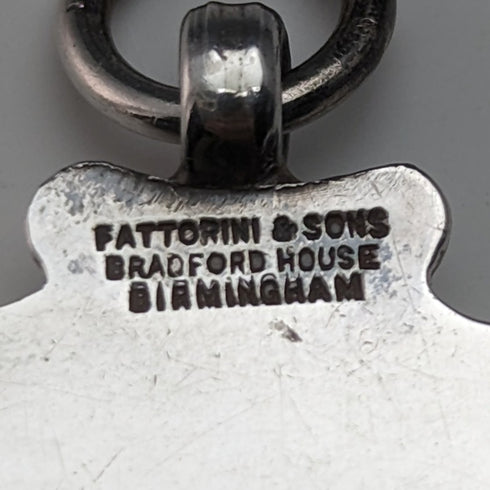 FATTORINI & SONS
BRADFORD HOUSE
BIRMINGHAM